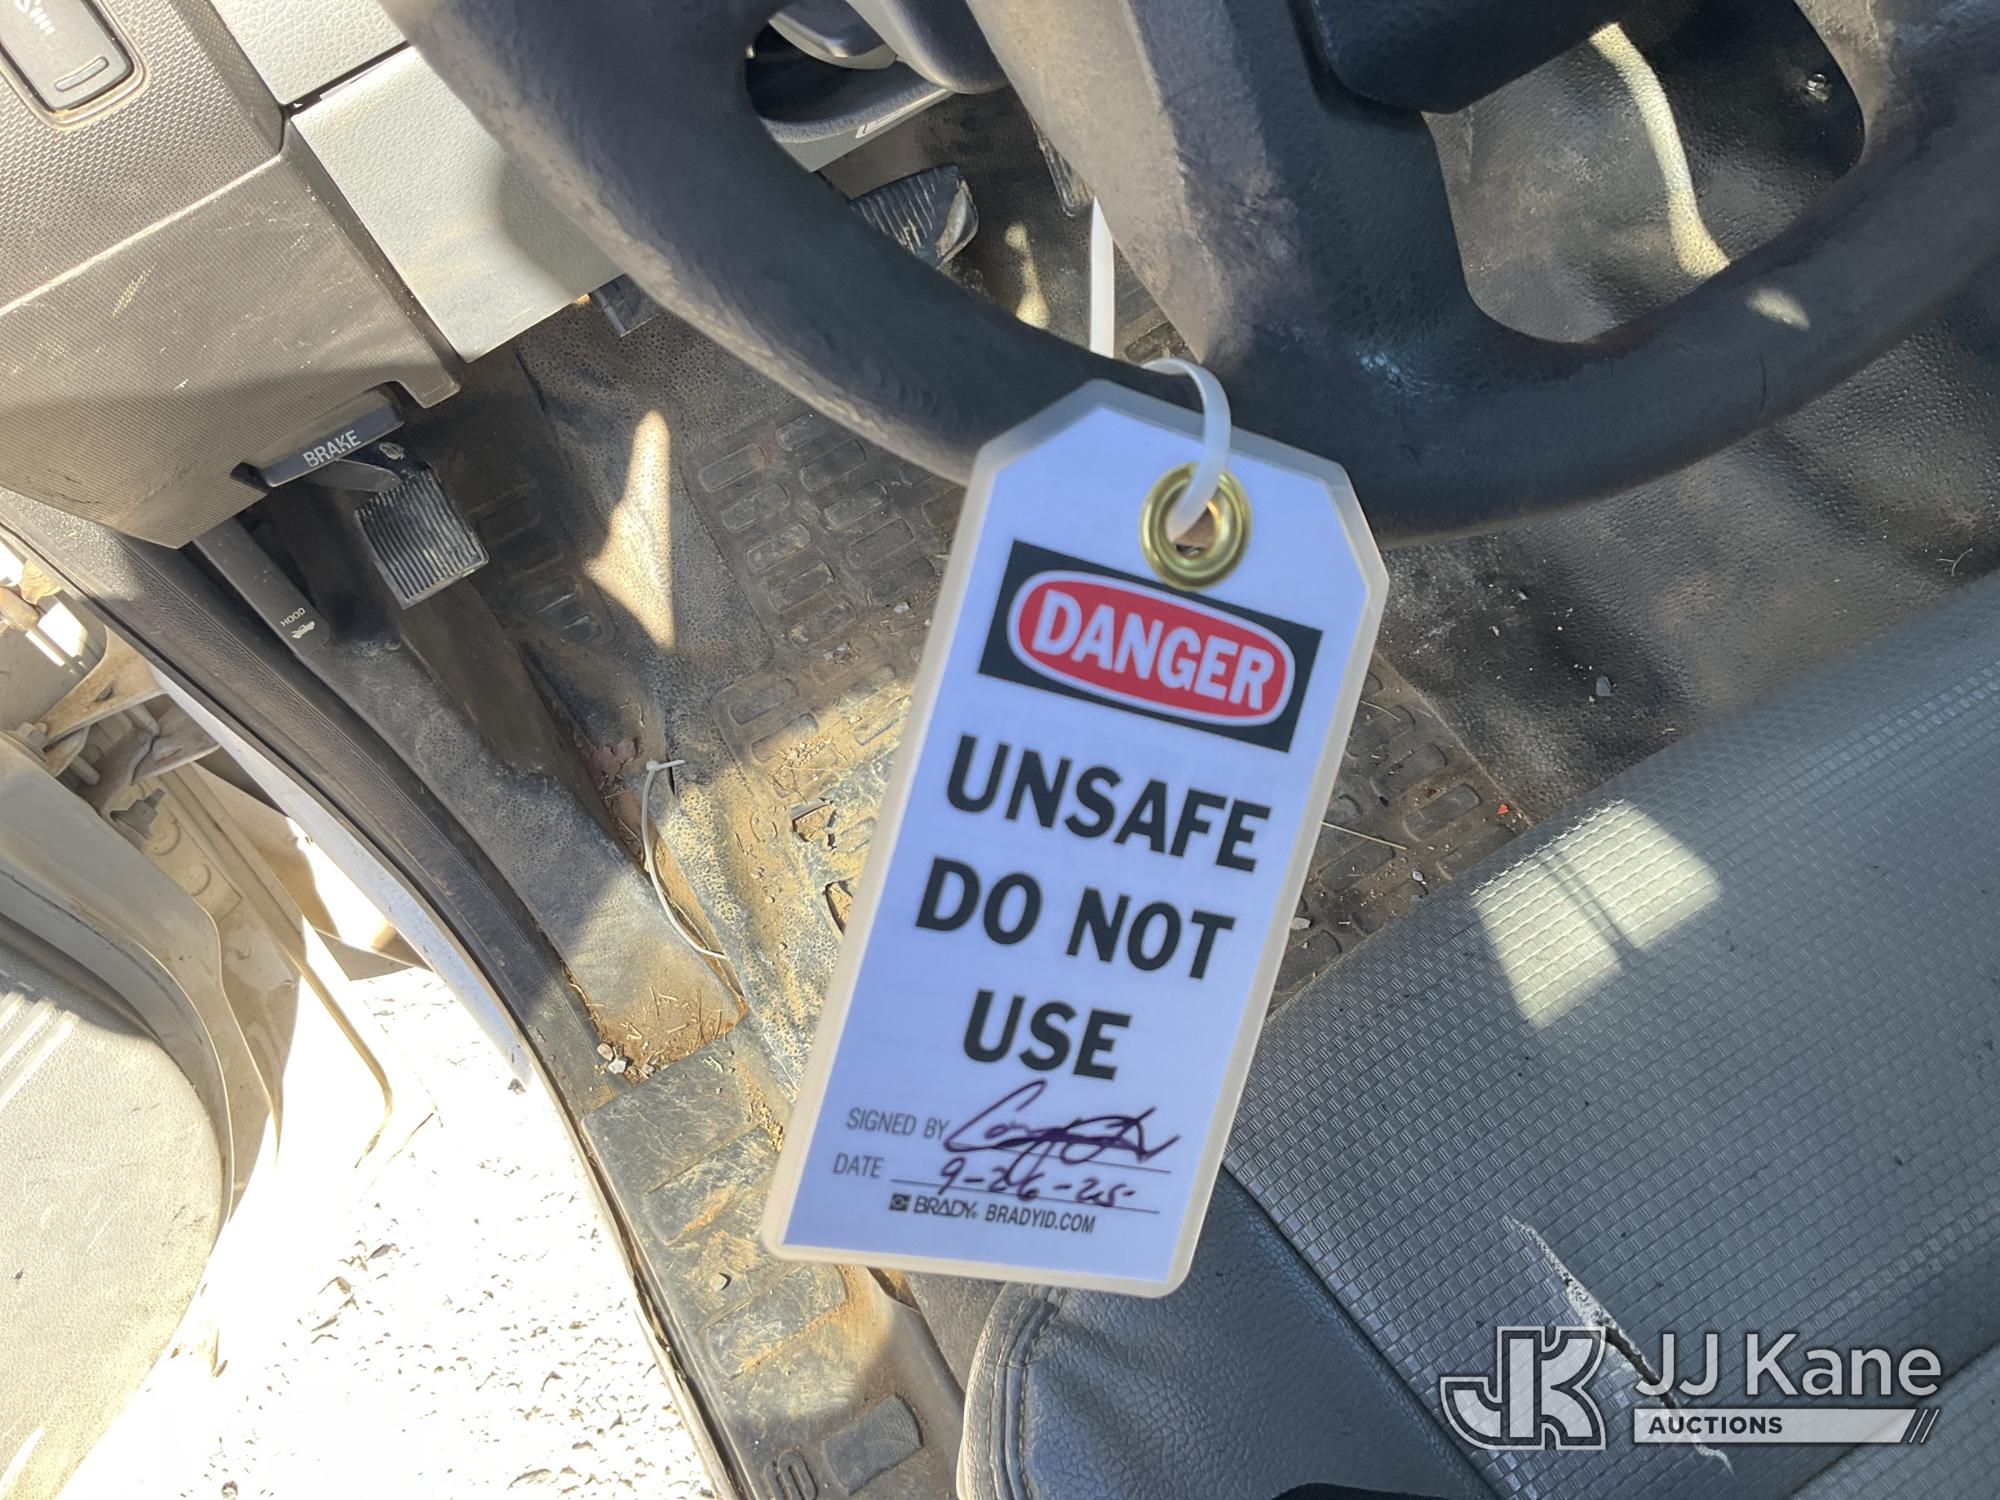 BRAKE
HOOD
DANGER
UNSAFE
DO NOT
USE
SIGNED BY
DATE 9-26-25
BRADY. BRADYID.COM
JK JJ Kane
AUCTIONS